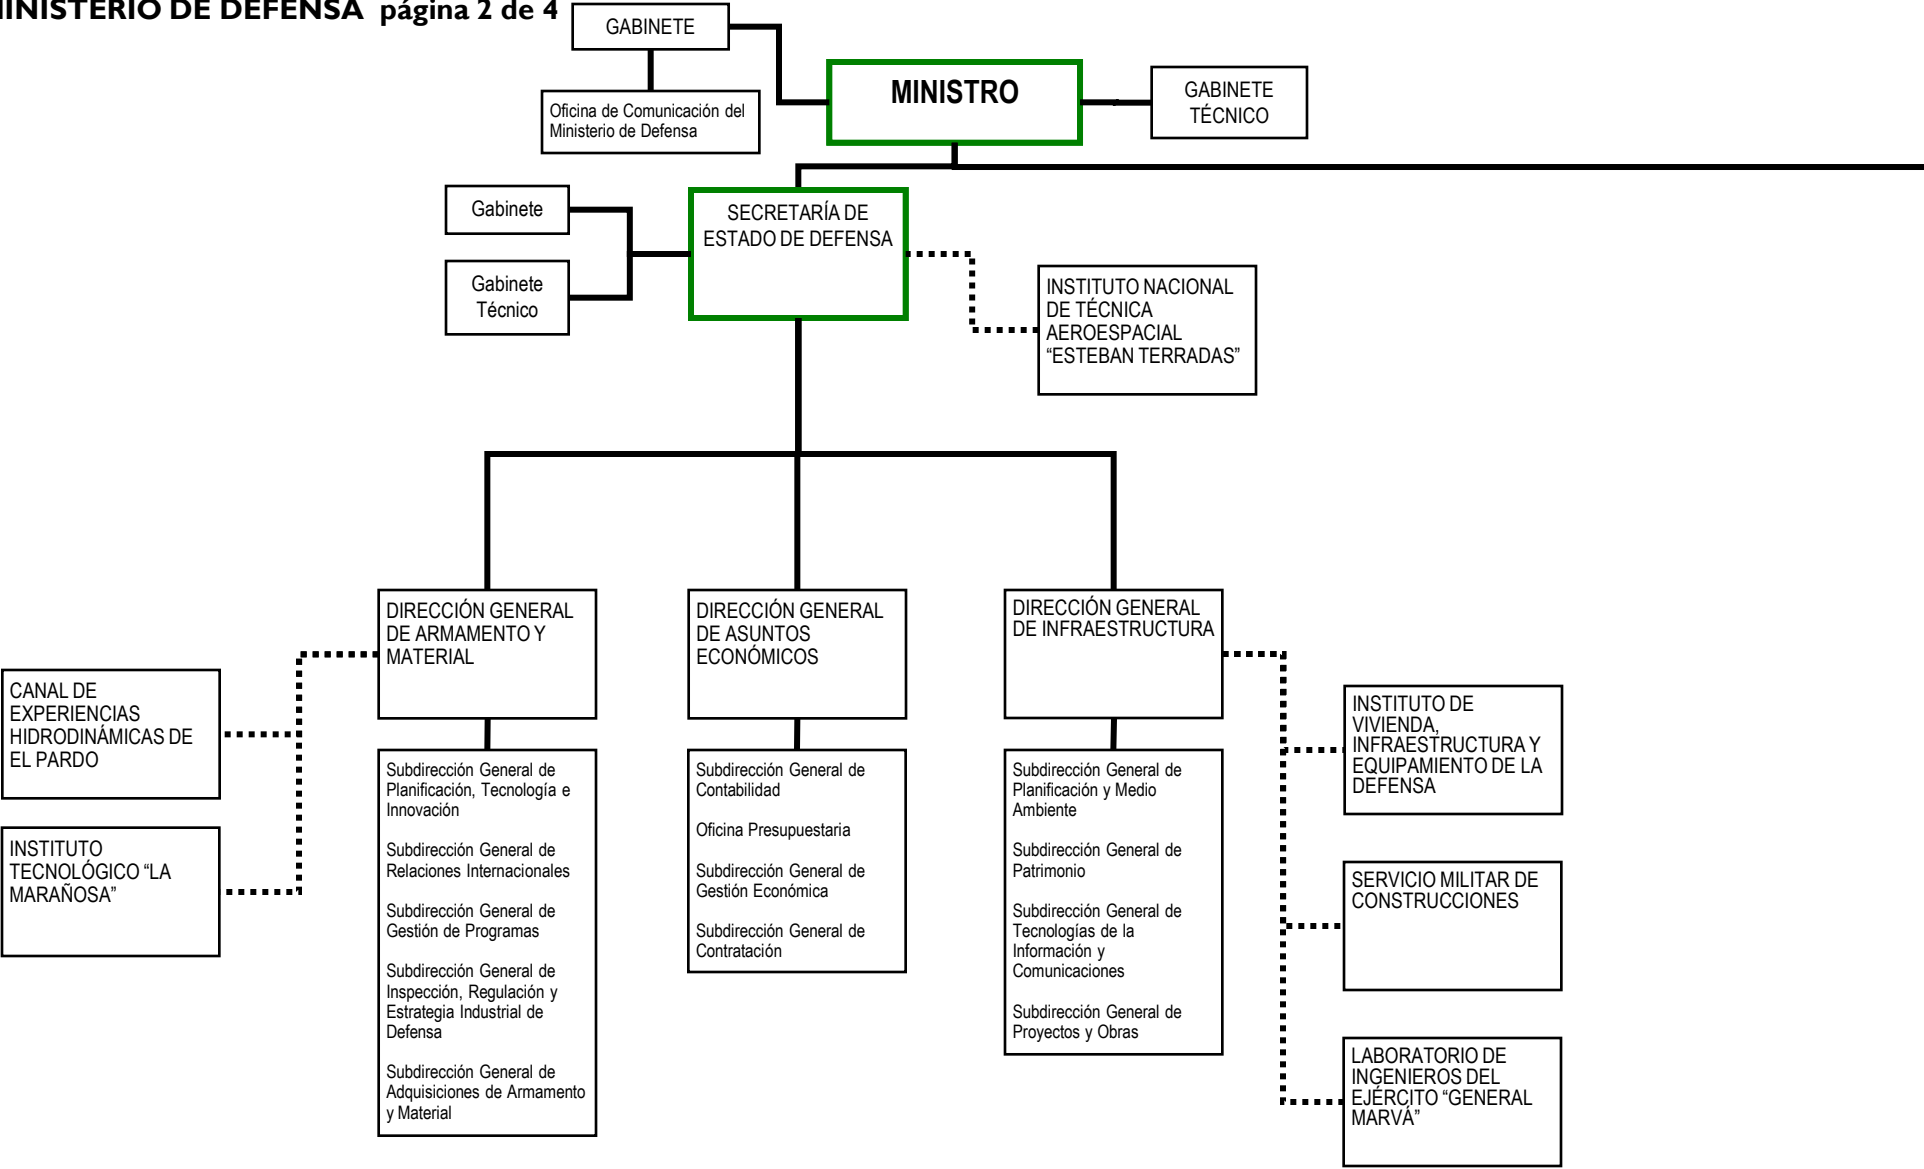 MINISTERIO DE DEFENSA página 2 de 4
GABINETE
Oficina de Comunicación del
Ministerio de Defensa
MINISTRO
GABINETE
TÉCNICO
Gabinete
Gabinete
Técnico
SECRETARÍA DE
ESTADO DE DEFENSA
INSTITUTO NACIONAL
DE TÉCNICA
AEROESPACIAL
“ESTEBAN TERRADAS”
DIRECCIÓN GENERAL
DE ARMAMENTO Y
MATERIAL
DIRECCIÓN GENERAL
DE ASUNTOS
ECONÓMICOS
DIRECCIÓN GENERAL
DE INFRAESTRUCTURA
CANAL DE
EXPERIENCIAS
HIDRODINÁMICAS DE
EL PARDO
INSTITUTO
TECNOLÓGICO “LA
MARAÑOSA”
Subdirección General de
Planificación, Tecnología e
Innovación
Subdirección General de
Relaciones Internacionales
Subdirección General de
Gestión de Programas
Subdirección General de
Inspección, Regulación y
Estrategia Industrial de
Defensa
Subdirección General de
Adquisiciones de Armamento
y Material
Subdirección General de
Contabilidad
Oficina Presupuestaria
Subdirección General de
Gestión Económica
Subdirección General de
Contratación
Subdirección General de
Planificación y Medio
Ambiente
Subdirección General de
Patrimonio
Subdirección General de
Tecnologías de la
Información y
Comunicaciones
Subdirección General de
Proyectos y Obras
INSTITUTO DE
VIVIENDA,
INFRAESTRUCTURA Y
EQUIPAMIENTO DE LA
DEFENSA
SERVICIO MILITAR DE
CONSTRUCCIONES
LABORATORIO DE
INGENIEROS DEL
EJÉRCITO “GENERAL
MARVÁ”